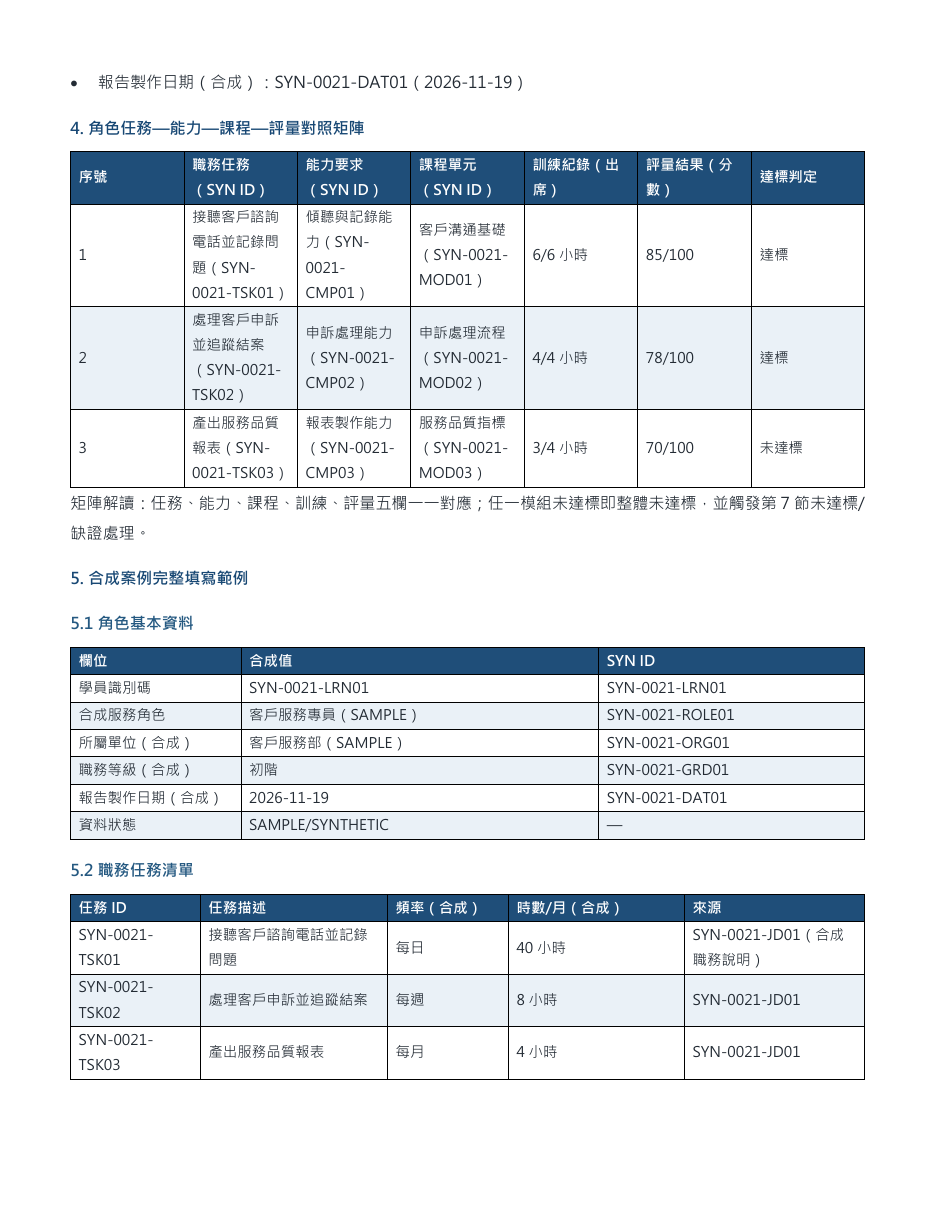 • 報告製作日期（合成）：SYN-0021-DAT01（2026-11-19）
4. 角色任務—能力—課程—評量對照矩陣
序號 職務任務（SYN ID） 能力要求（SYN ID） 課程單元（SYN ID） 訓練紀錄（出席） 評量結果（分數） 達標判定
1 接聽客戶諮詢電話並記錄問題（SYN-0021-TSK01） 傾聽與記錄能力（SYN-0021-CMP01） 客戶溝通基礎（SYN-0021-MOD01） 6/6 小時 85/100 達標
2 處理客戶申訴並追蹤結案（SYN-0021-TSK02） 申訴處理能力（SYN-0021-CMP02） 申訴處理流程（SYN-0021-MOD02） 4/4 小時 78/100 達標
3 產出服務品質報表（SYN-0021-TSK03） 報表製作能力（SYN-0021-CMP03） 服務品質指標（SYN-0021-MOD03） 3/4 小時 70/100 未達標
矩陣解讀：任務、能力、課程、訓練、評量五欄一一對應；任一模組未達標即整體未達標，並觸發第 7 節未達標/
缺證處理。
5. 合成案例完整填寫範例
5.1 角色基本資料
欄位 合成值 SYN ID
學員識別碼 SYN-0021-LRN01 SYN-0021-LRN01
合成服務角色 客戶服務專員（SAMPLE） SYN-0021-ROLE01
所屬單位（合成） 客戶服務部（SAMPLE） SYN-0021-ORG01
職務等級（合成） 初階 SYN-0021-GRD01
報告製作日期（合成） 2026-11-19 SYN-0021-DAT01
資料狀態 SAMPLE/SYNTHETIC —
5.2 職務任務清單
任務 ID 任務描述 頻率（合成） 時數/月（合成） 來源
SYN-0021-TSK01 接聽客戶諮詢電話並記錄問題 每日 40 小時 SYN-0021-JD01（合成職務說明）
SYN-0021-TSK02 處理客戶申訴並追蹤結案 每週 8 小時 SYN-0021-JD01
SYN-0021-TSK03 產出服務品質報表 每月 4 小時 SYN-0021-JD01